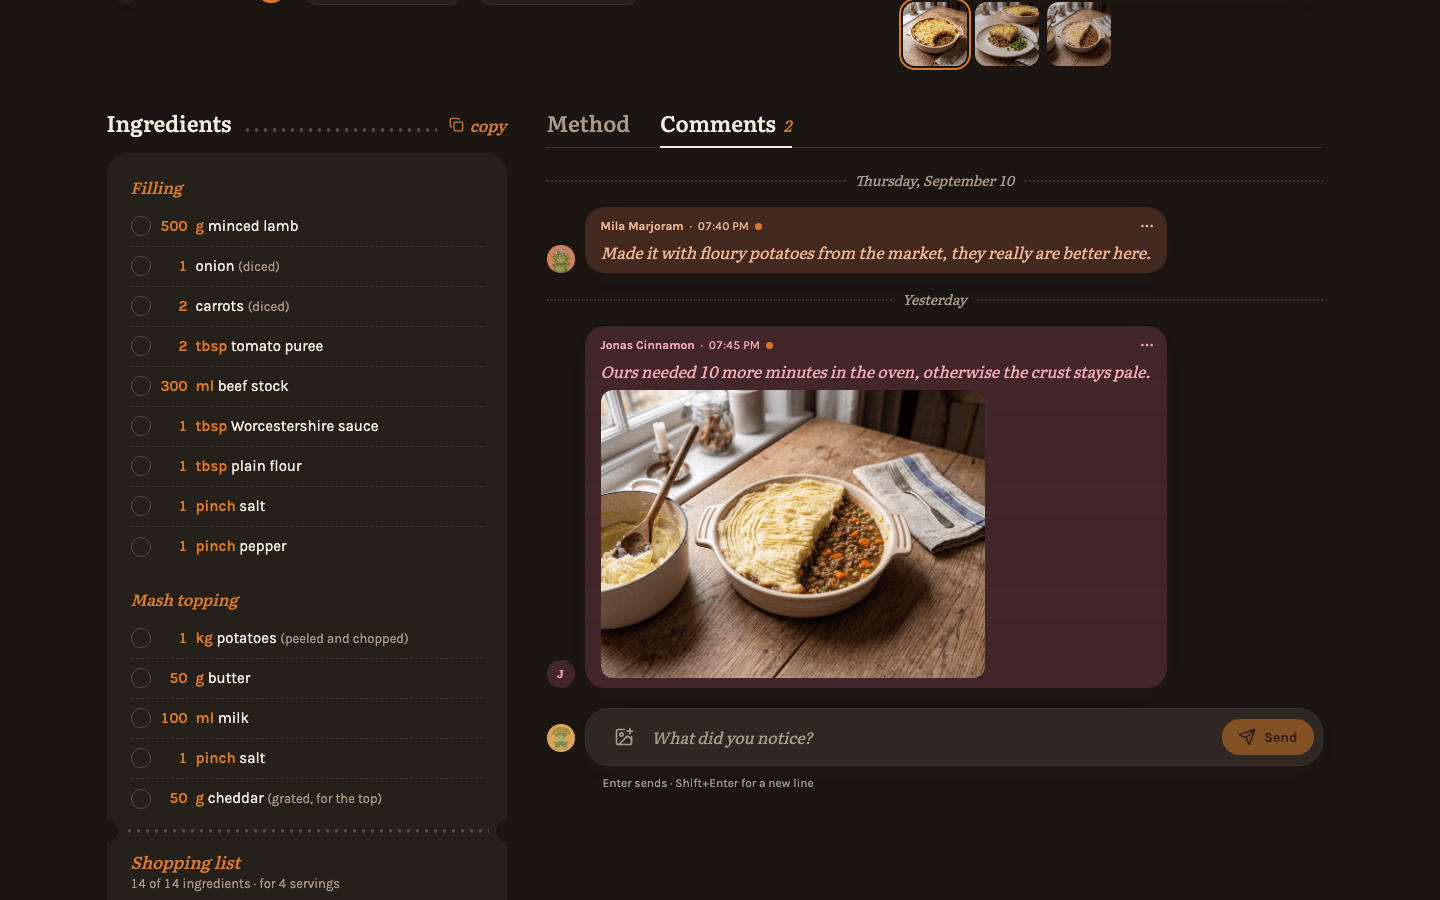 Ingredients
copy
Filling
500 g minced lamb
1 onion (diced)
2 carrots (diced)
2 tbsp tomato puree
300 ml beef stock
1 tbsp Worcestershire sauce
1 tbsp plain flour
1 pinch salt
1 pinch pepper
Mash topping
1 kg potatoes (peeled and chopped)
50 g butter
100 ml milk
1 pinch salt
50 g cheddar (grated, for the top)
Shopping list
14 of 14 ingredients · for 4 servings
Method
Comments 2
Thursday, September 10
Mila Marjoram · 07:40 PM
Made it with floury potatoes from the market, they really are better here.
Yesterday
Jonas Cinnamon · 07:45 PM
Ours needed 10 more minutes in the oven, otherwise the crust stays pale.
J
What did you notice?
Send
Enter sends · Shift+Enter for a new line